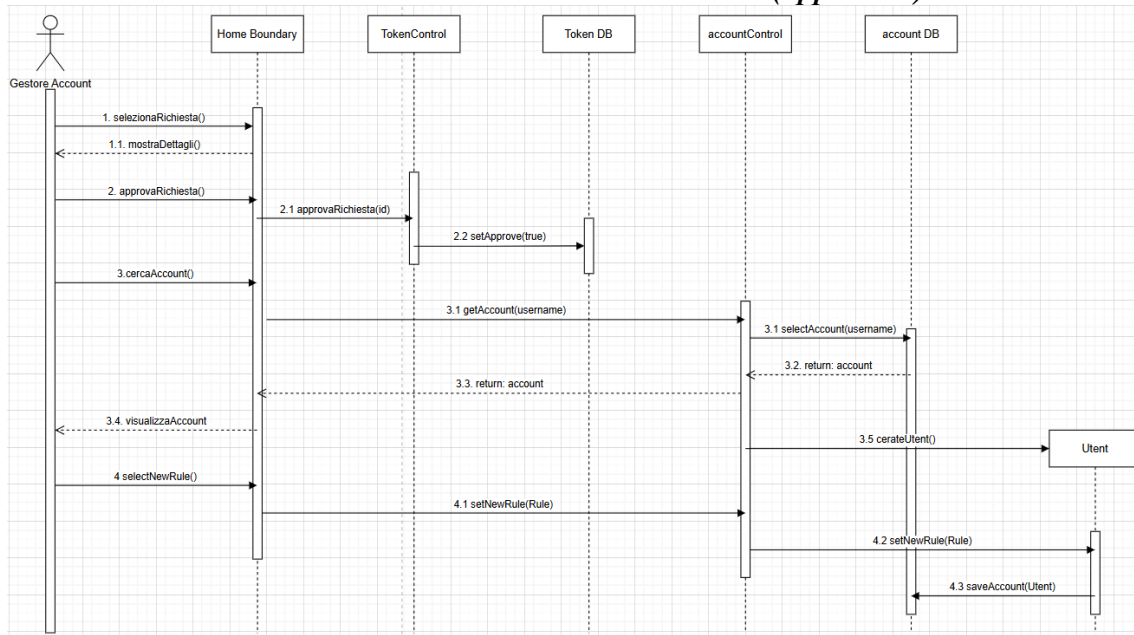 Home Boundary
TokenControl
Token DB
accountControl
account DB
Gestore Account
1. selezionaRichiesta()
1.1. mostraDettagli()
2. approvaRichiesta()
2.1 approvaRichiesta(id)
2.2 setApprove(true)
3.cercaAccount()
3.1 getAccount(username)
3.1 selectAccount(username)
3.2. return: account
3.3. return: account
3.4. visualizzaAccount
3.5 cerateUtent()
Utent
4 selectNewRule()
4.1 setNewRule(Rule)
4.2 setNewRule(Rule)
4.3 saveAccount(Utent)